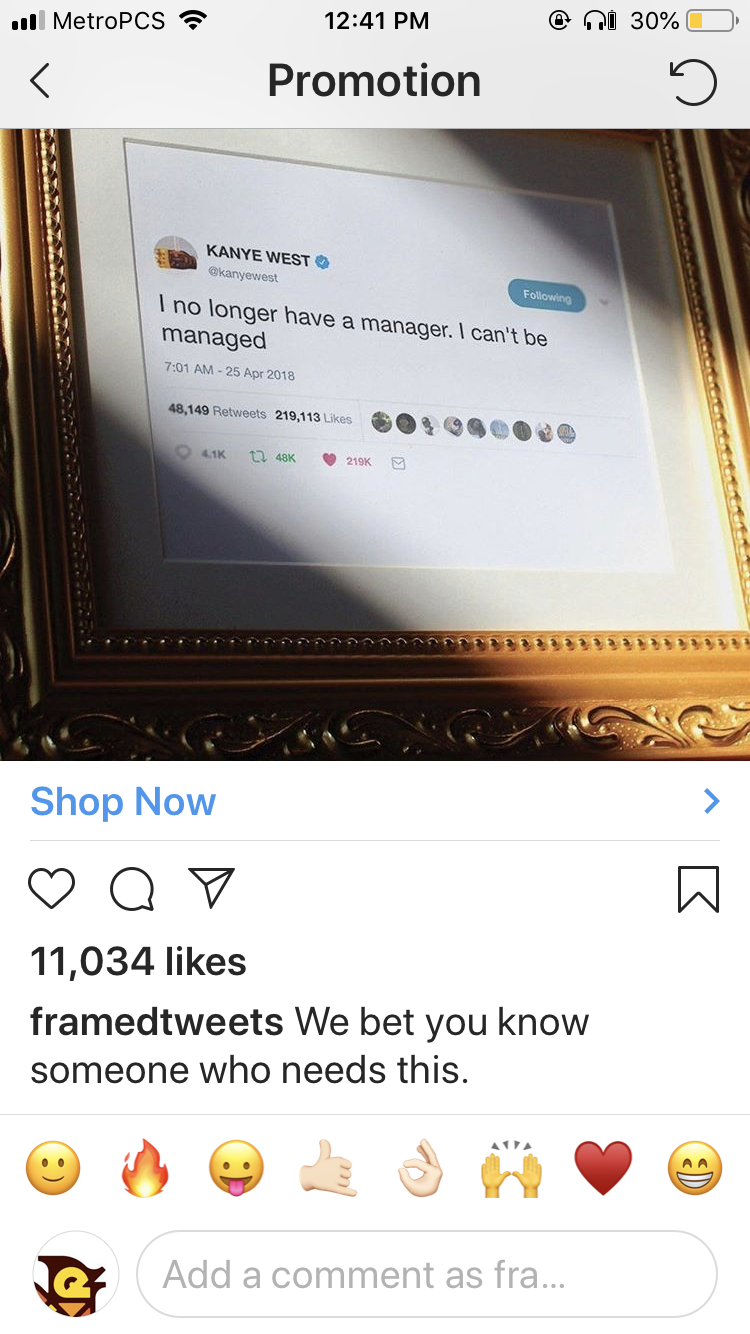 MetroPCS 12:41 PM 30%
Promotion
KANYE WEST
@kanyewest
Following
I no longer have a manager. I can't be
managed
7:01 AM - 25 Apr 2018
48,149 Retweets 219,113 Likes
4.1K 48K 219K
Shop Now
11,034 likes
framedtweets We bet you know
someone who needs this.
Add a comment as fra...